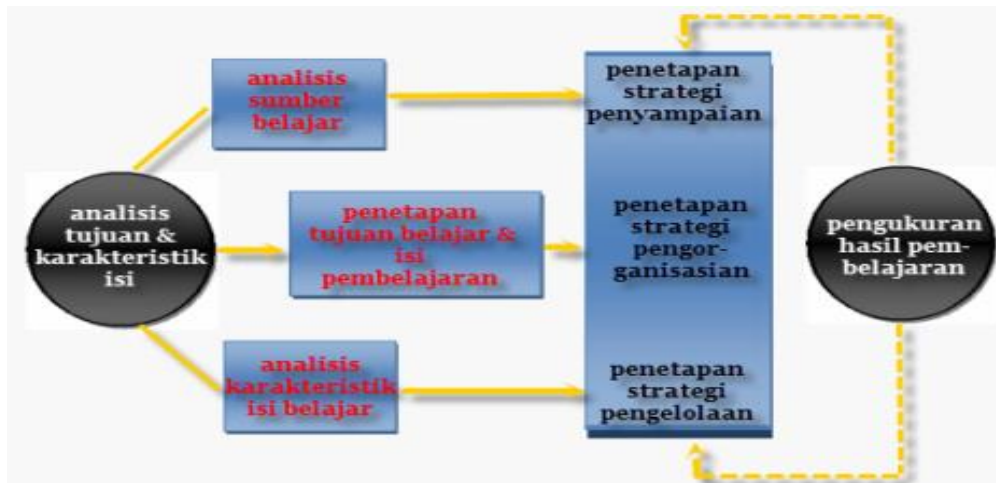 analisis
sumber
belajar
penetapan
strategi
penyampaian
analisis
tujuan &
karakteristik
isi
penetapan
tujuan belajar &
isi
pembelajaran
penetapan
strategi
pengor-
ganisasian
pengukuran
hasil pem-
belajaran
analisis
karakteristik
isi belajar
penetapan
strategi
pengelolaan